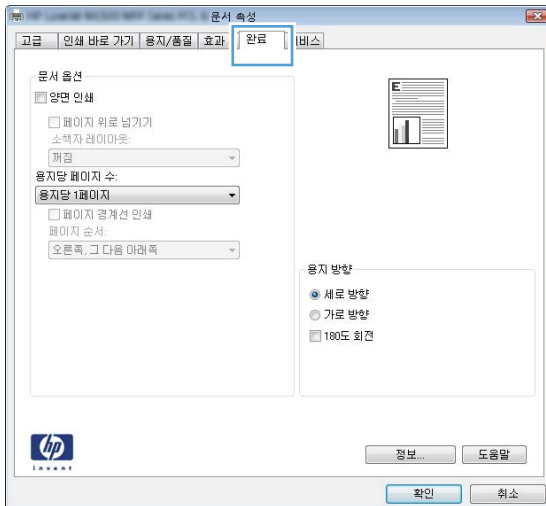 문서 속성
고급 인쇄 바로 가기 용지/품질 효과 완료 비스
문서 옵션
양면 인쇄
페이지 위로 넘기기
소책자 레이아웃:
꺼짐
용지당 페이지 수:
용지당 1페이지
페이지 경계선 인쇄
페이지 순서:
오른쪽, 그 다음 아래쪽
E
용지 방향
세로 방향
가로 방향
180도 회전
hp
invent
정보... 도움말
확인 취소